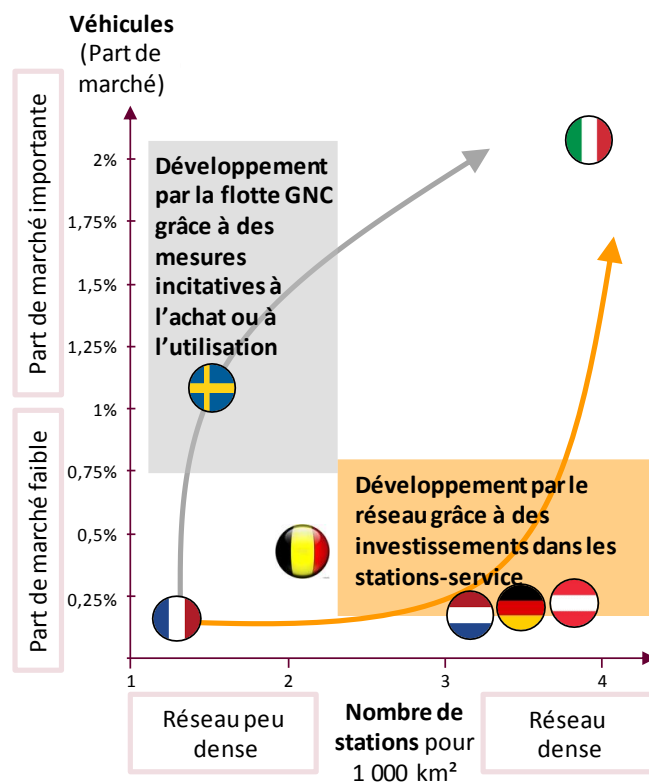 Véhicules
(Part de
marché)
Part de marché importante
Part de marché faible
2%
1,75%
1,5%
1,25%
1%
0,75%
0,5%
0,25%
Développement
par la flotte GNC
grâce à des
mesures
incitatives à
l'achat ou à
l'utilisation
Développement par le
réseau grâce à des
investissements dans les
stations-service
1
2
3
4
Réseau peu
dense
Nombre de
stations pour
1 000 km²
Réseau
dense